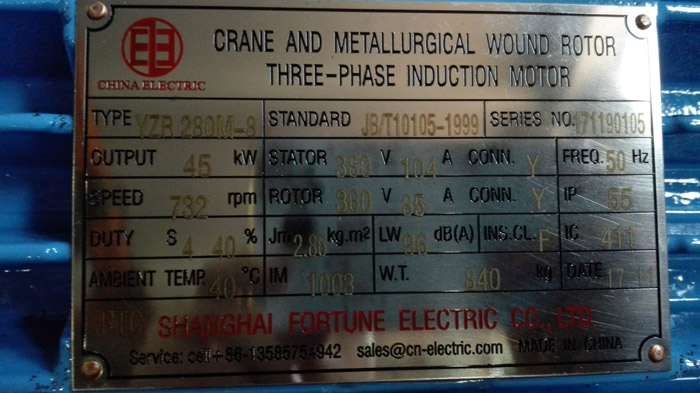 CHINA ELECTRIC
CRANE AND METALLURGICAL WOUND ROTOR
THREE-PHASE INDUCTION MOTOR
TYPE YZR 280M-8 STANDARD JB/T10105-1999 SERIES NO. 171190105
OUTPUT 45 kW STATOR 380 V 104 A CONN. Y FREQ. 50 Hz
SPEED 732 rpm ROTOR 360 V 85 A CONN. Y IP 55
DUTY S 4 40 % Jm 2.86 kg.m2 LW 86 dB(A) INS.CL. F IC 411
AMBIENT TEMP. 40 °C IM 1003 W.T. 840 kg DATE 17.11
SHANGHAI FORTUNE ELECTRIC CO.,LTD.
Service: cell+86-13585754942 sales@cn-electric.com MADE IN CHINA